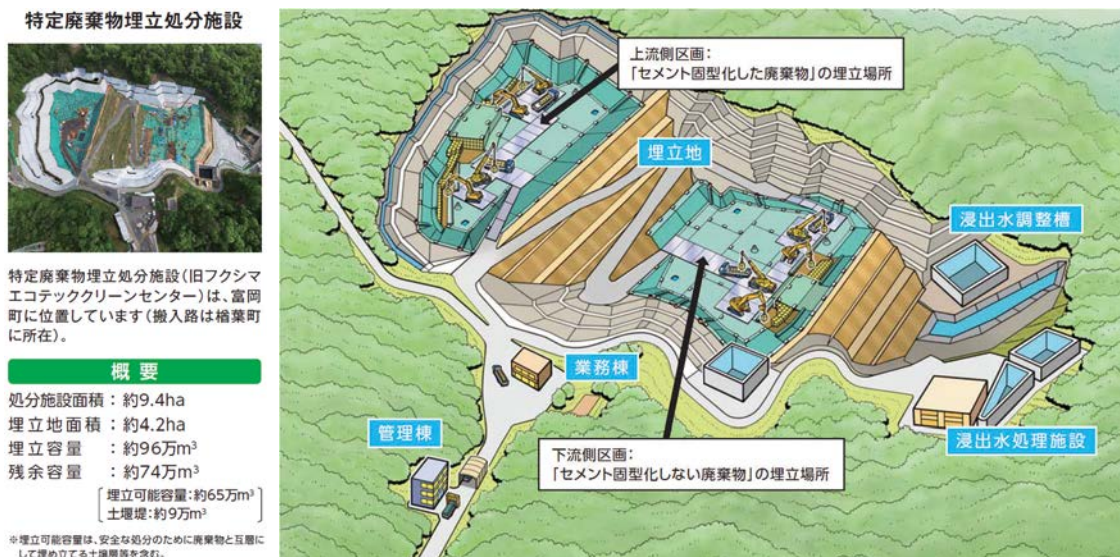 特定廃棄物埋立処分施設
特定廃棄物埋立処分施設(旧フクシマ
エコテッククリーンセンター)は、富岡
町に位置しています(搬入路は楢葉町
に所在)。
概 要
処分施設面積：約9.4ha
埋立地面積：約4.2ha
埋立容量：約96万m³
残余容量：約74万m³
埋立可能容量：約65万m³
土堰堤：約9万m³
※埋立可能容量は、安全な処分のために廃棄物と互層に
して埋め立てる土壌層等を含む。
上流側区画：
「セメント固型化した廃棄物」の埋立場所
埋立地
浸出水調整槽
業務棟
管理棟
浸出水処理施設
下流側区画：
「セメント固型化しない廃棄物」の埋立場所